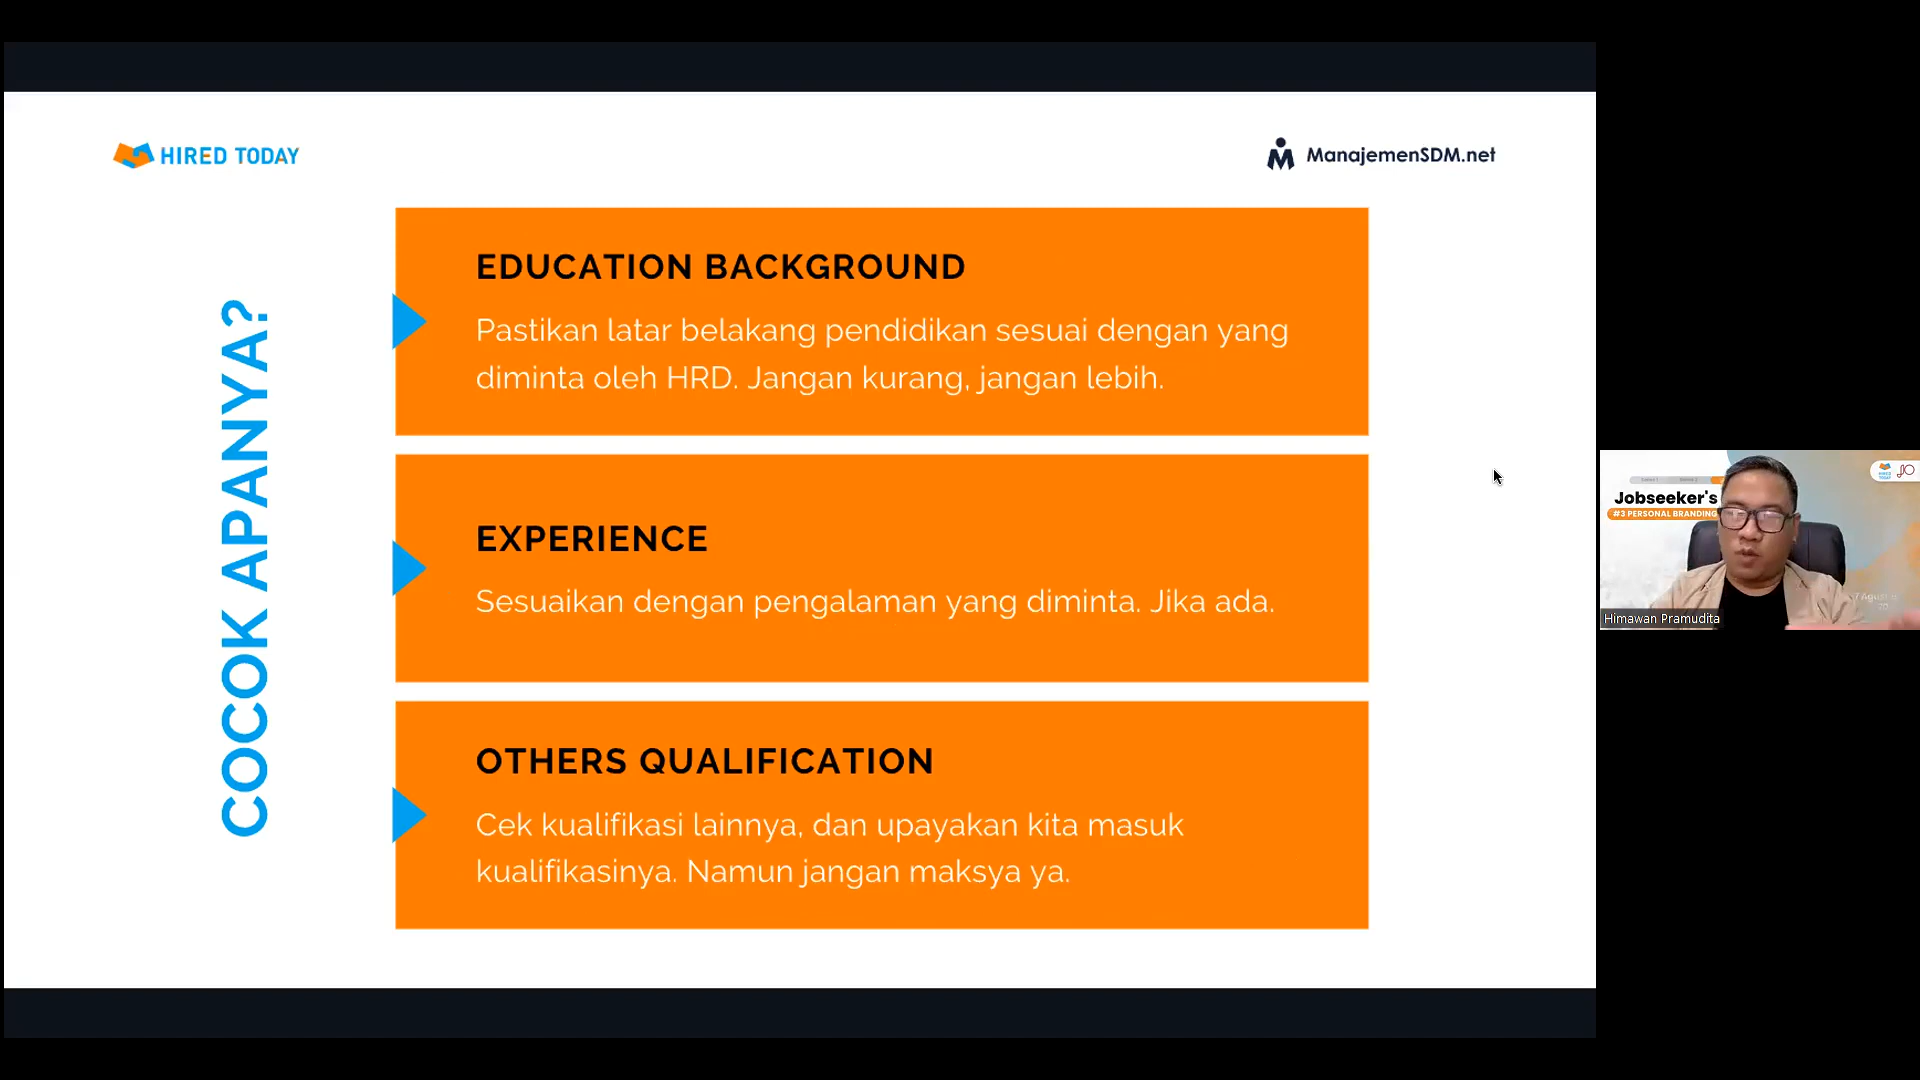 HIRED TODAY
ManajemenSDM.net
COCOK APANYA?
EDUCATION BACKGROUND
Pastikan latar belakang pendidikan sesuai dengan yang
diminta oleh HRD. Jangan kurang, jangan lebih.
EXPERIENCE
Sesuaikan dengan pengalaman yang diminta. Jika ada.
OTHERS QUALIFICATION
Cek kualifikasi lainnya, dan upayakan kita masuk
kualifikasinya. Namun jangan maksya ya.
Jobseeker's
#3 PERSONAL BRANDING
Himawan Pramudita